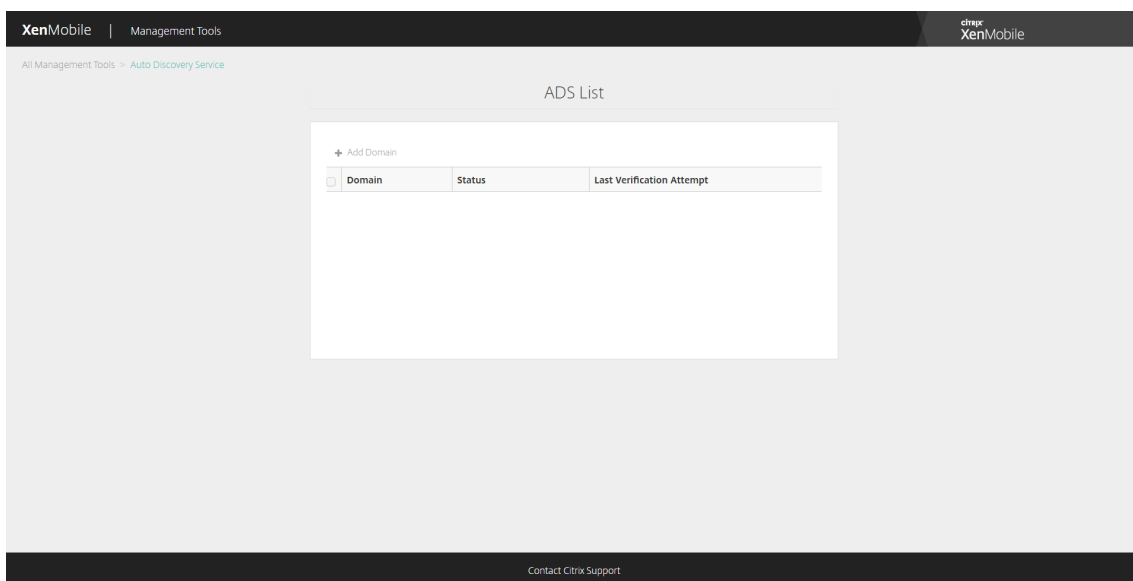 XenMobile | Management Tools
citrix
XenMobile
All Management Tools > Auto Discovery Service
ADS List
+ Add Domain
Domain Status Last Verification Attempt
Contact Citrix Support